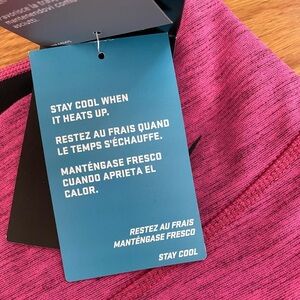 STAY COOL WHEN
IT HEATS UP.
RESTEZ AU FRAIS QUAND
LE TEMPS S'ÉCHAUFFE.
MANTÉNGASE FRESCO
CUANDO APRIETA EL
CALOR.
RESTEZ AU FRAIS
MANTÉNGASE FRESCO
STAY COOL